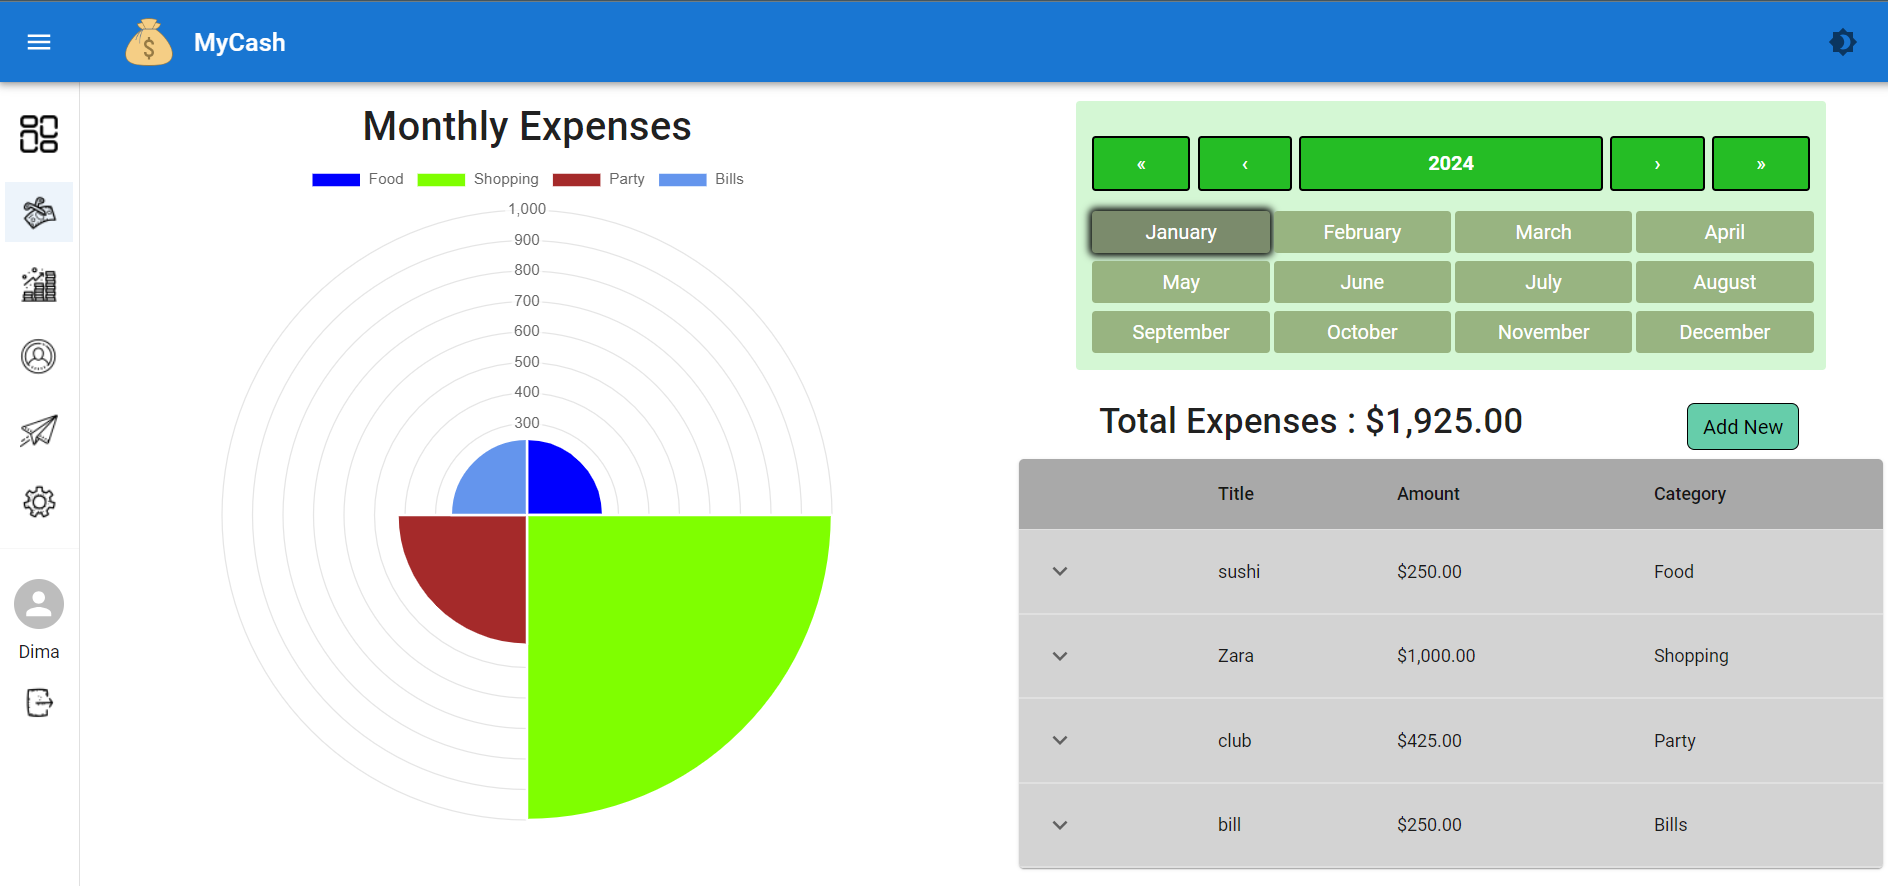 $ MyCash
Monthly Expenses
Food Shopping Party Bills
1,000
900
800
700
600
500
400
300
« ‹ 2024 › »
January February March April
May June July August
September October November December
Total Expenses : $1,925.00
Add New
Title Amount Category
sushi $250.00 Food
Zara $1,000.00 Shopping
club $425.00 Party
bill $250.00 Bills
Dima